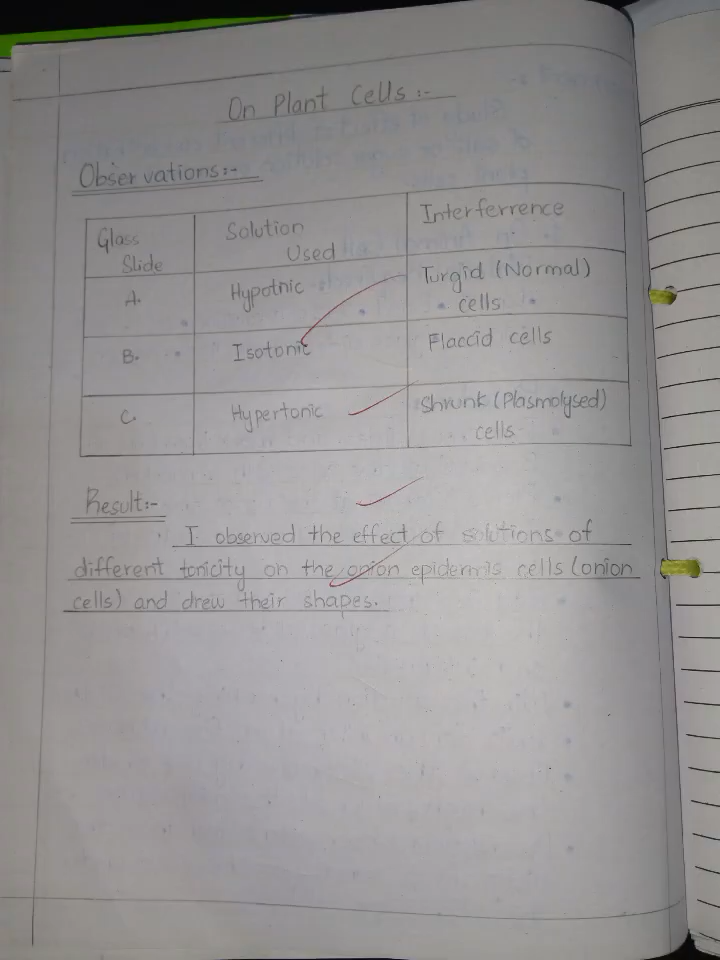 On Plant Cells :-
Observations:-
Glass Slide
Solution Used
Interferrence
A.
Hypotnic
Turgid (Normal) cells
B.
Isotonic
Flaccid cells
C.
Hypertonic
Shrunk (Plasmolysed) cells
Result:-
I observed the effect of solutions of
different tonicity on the onion epidermis cells (onion
cells) and drew their shapes.